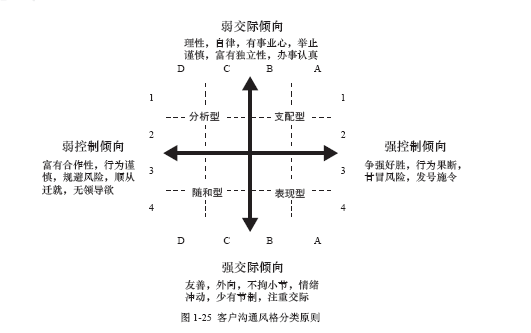 弱交际倾向
理性，自律，有事业心，举止
谨慎，富有独立性，办事认真
D C B A
1 1
分析型 支配型
2 2
弱控制倾向
富有合作性，行为谨
慎，规避风险，顺从
迁就，无领导欲
强控制倾向
争强好胜，行为果断，
甘冒风险，发号施令
3 3
随和型 表现型
4 4
D C B A
强交际倾向
友善，外向，不拘小节，情绪
冲动，少有节制，注重交际
图 1-25 客户沟通风格分类原则